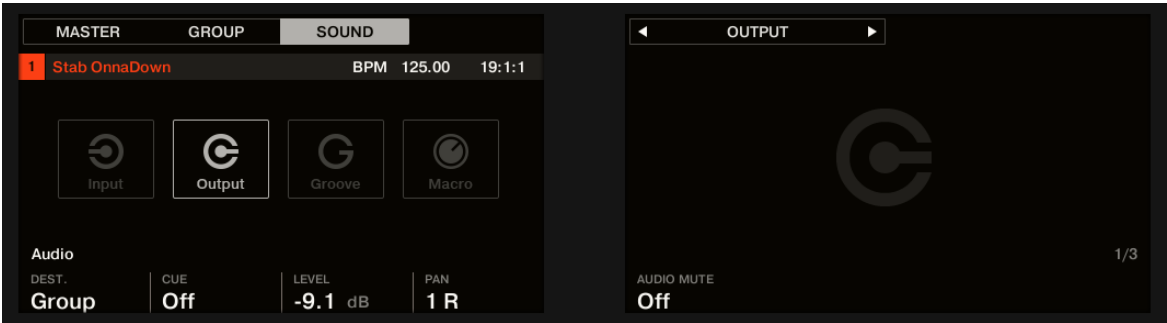 MASTER GROUP SOUND
1 Stab OnnaDown BPM 125.00 19:1:1
Input Output Groove Macro
Audio
DEST. CUE LEVEL PAN
Group Off -9.1 dB 1 R
OUTPUT
1/3
AUDIO MUTE
Off